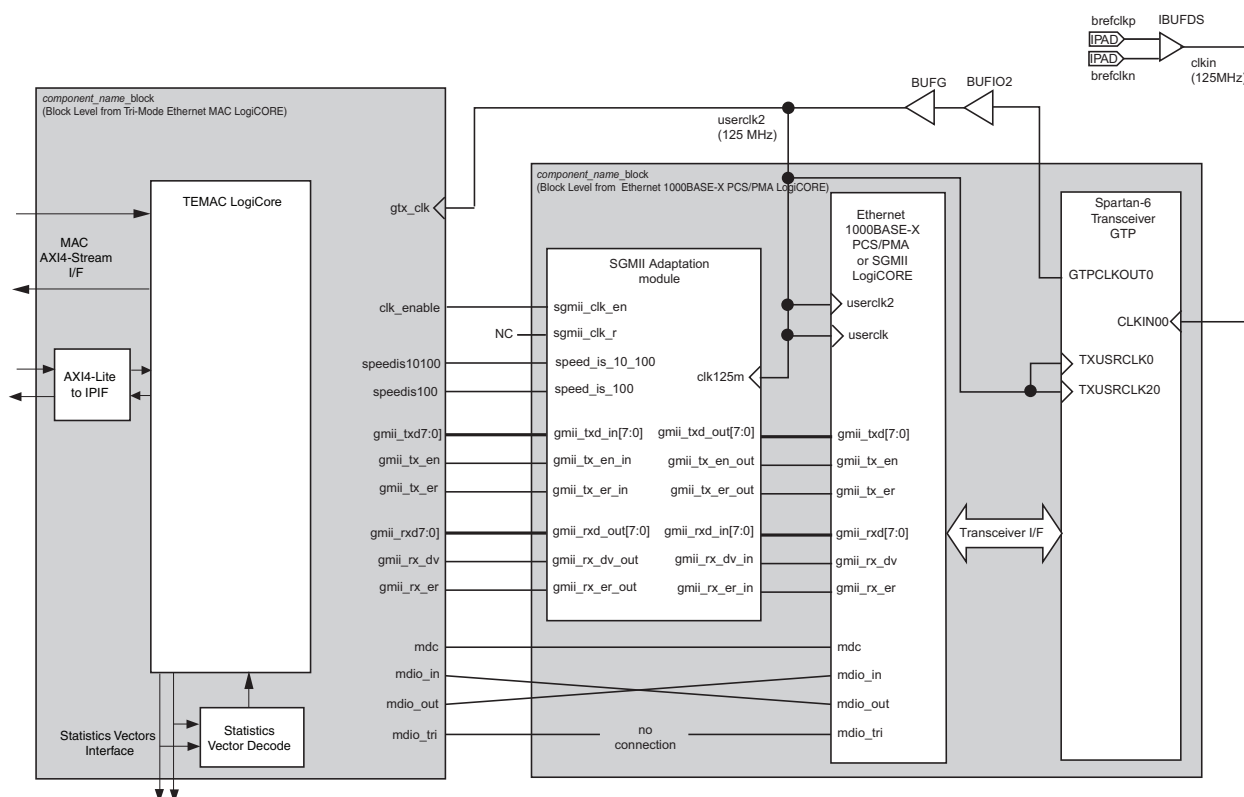 brefclkp
IPAD
IPAD
brefclkn
IBUFDS
clkin
(125MHz)
BUFG
BUFIO2
userclk2
(125 MHz)
component_name_block
(Block Level from Tri-Mode Ethernet MAC LogiCORE)
TEMAC LogiCore
MAC
AXI4-Stream
I/F
AXI4-Lite
to IPIF
Statistics Vectors
Interface
Statistics
Vector Decode
gtx_clk
clk_enable
speedis10100
speedis100
gmii_txd7:0]
gmii_tx_en
gmii_tx_er
gmii_rxd7:0]
gmii_rx_dv
gmii_rx_er
mdc
mdio_in
mdio_out
mdio_tri
NC
no
connection
component_name_block
(Block Level from Ethernet 1000BASE-X PCS/PMA LogiCORE)
SGMII Adaptation
module
sgmii_clk_en
sgmii_clk_r
speed_is_10_100
speed_is_100
clk125m
gmii_txd_in[7:0]
gmii_tx_en_in
gmii_tx_er_in
gmii_rxd_out[7:0]
gmii_rx_dv_out
gmii_rx_er_out
gmii_txd_out[7:0]
gmii_tx_en_out
gmii_tx_er_out
gmii_rxd_in[7:0]
gmii_rx_dv_in
gmii_rx_er_in
Ethernet
1000BASE-X
PCS/PMA
or SGMII
LogiCORE
userclk2
userclk
gmii_txd[7:0]
gmii_tx_en
gmii_tx_er
gmii_rxd[7:0]
gmii_rx_dv
gmii_rx_er
mdc
mdio_in
mdio_out
mdio_tri
Transceiver I/F
Spartan-6
Transceiver
GTP
GTPCLKOUT0
CLKIN00
TXUSRCLK0
TXUSRCLK20